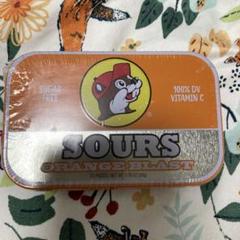 SUGAR FREE
100% DV VITAMIN C
SOURS
ORANGE BLAST